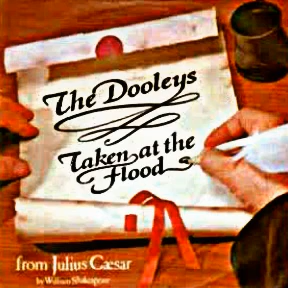 The Dooleys
Taken at the
Flood
from Julius Cæsar
by William Shakespeare